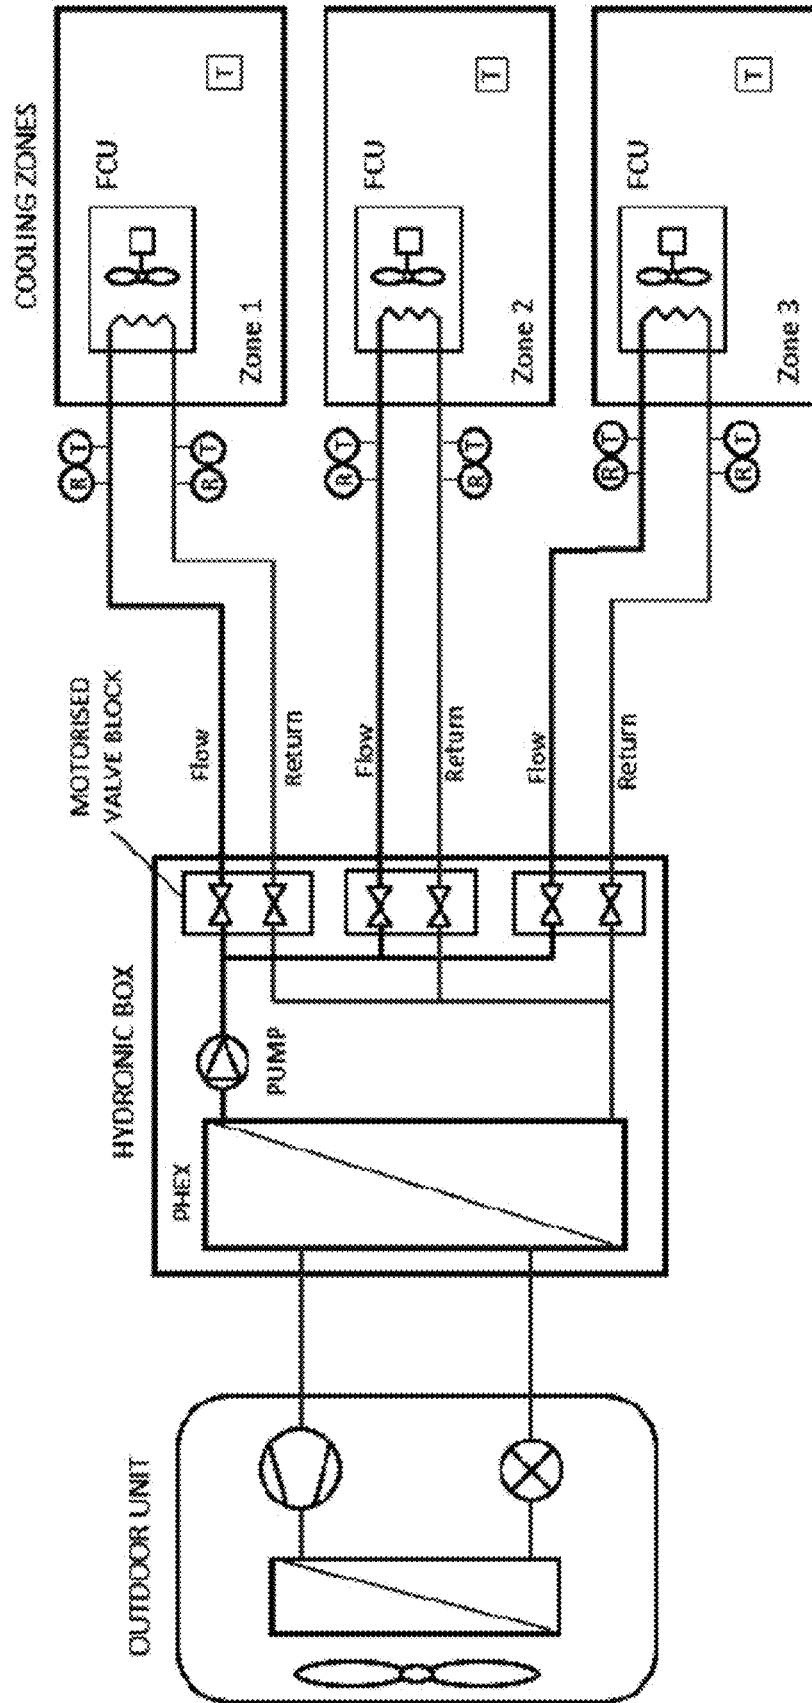 COOLING ZONES
T
FCU
Zone 1
T
FCU
Zone 2
T
FCU
Zone 3
R T
R T
R T
R T
R T
R T
MOTORISED
VALVE BLOCK
Flow
Return
Flow
Return
Flow
Return
HYDRONIC BOX
PUMP
PHEX
OUTDOOR UNIT